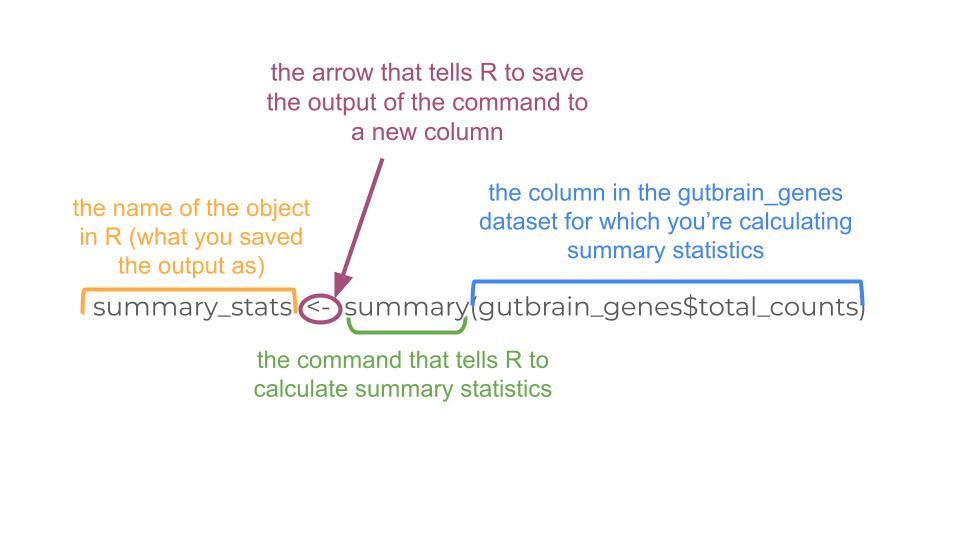 the arrow that tells R to save
the output of the command to
a new column
the column in the gutbrain_genes
dataset for which you’re calculating
summary statistics
the name of the object
in R (what you saved
the output as)
summary_stats <- summary(gutbrain_genes$total_counts)
the command that tells R to
calculate summary statistics